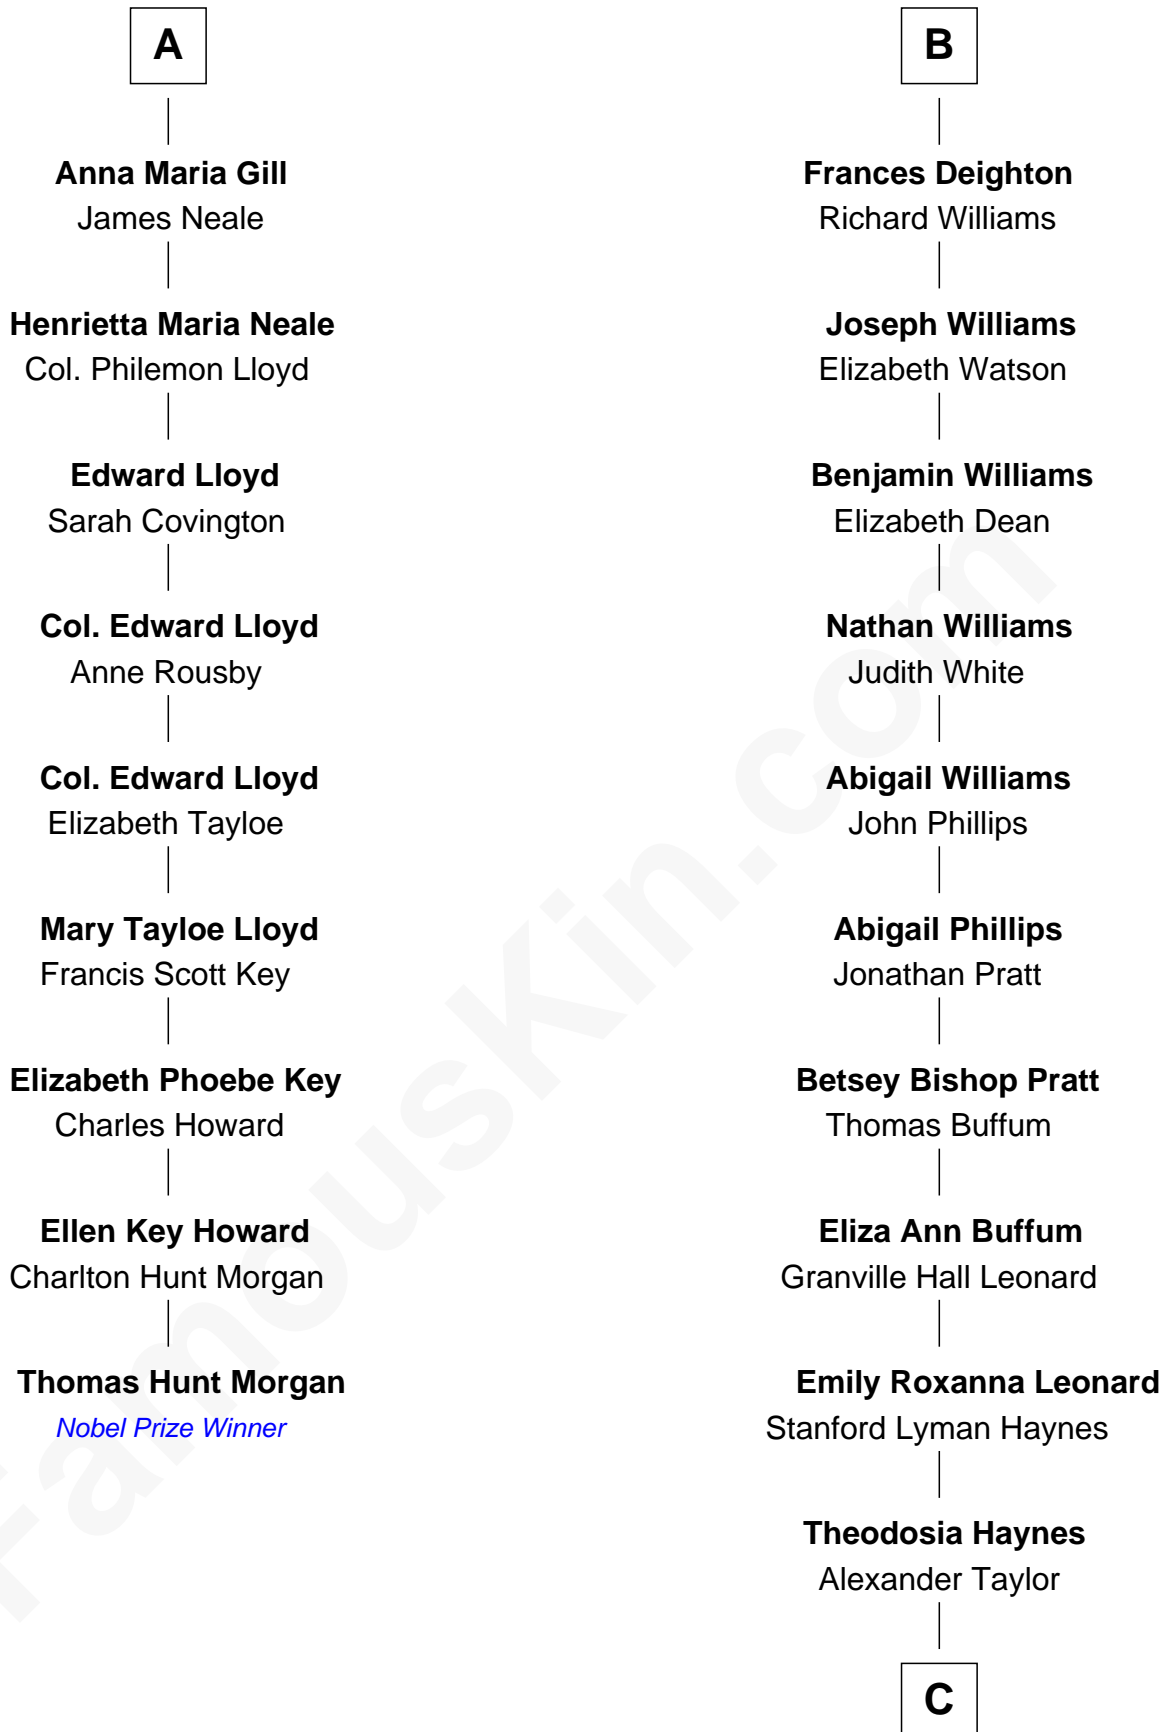 A
Anna Maria Gill
James Neale
Henrietta Maria Neale
Col. Philemon Lloyd
Edward Lloyd
Sarah Covington
Col. Edward Lloyd
Anne Rousby
Col. Edward Lloyd
Elizabeth Tayloe
Mary Tayloe Lloyd
Francis Scott Key
Elizabeth Phoebe Key
Charles Howard
Ellen Key Howard
Charlton Hunt Morgan
Thomas Hunt Morgan
Nobel Prize Winner
B
Frances Deighton
Richard Williams
Joseph Williams
Elizabeth Watson
Benjamin Williams
Elizabeth Dean
Nathan Williams
Judith White
Abigail Williams
John Phillips
Abigail Phillips
Jonathan Pratt
Betsey Bishop Pratt
Thomas Buffum
Eliza Ann Buffum
Granville Hall Leonard
Emily Roxanna Leonard
Stanford Lyman Haynes
Theodosia Haynes
Alexander Taylor
C
FamousKin.com